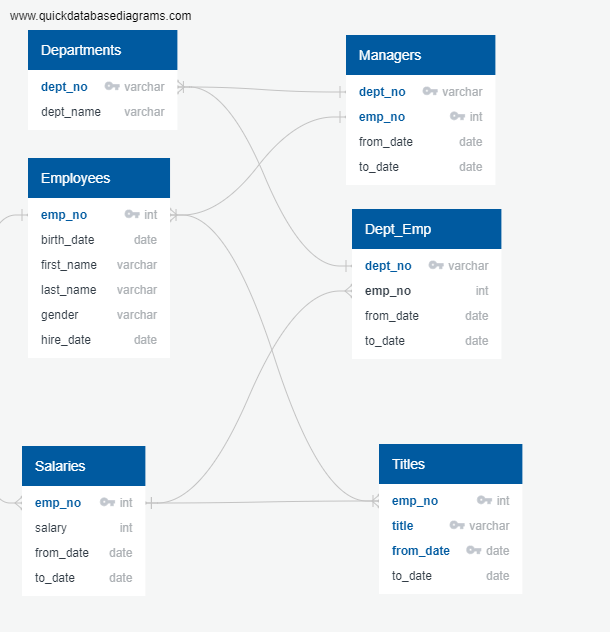 www.quickdatabasediagrams.com
Departments
dept_no varchar
dept_name varchar
Managers
dept_no varchar
emp_no int
from_date date
to_date date
Employees
emp_no int
birth_date date
first_name varchar
last_name varchar
gender varchar
hire_date date
Dept_Emp
dept_no varchar
emp_no int
from_date date
to_date date
Salaries
emp_no int
salary int
from_date date
to_date date
Titles
emp_no int
title varchar
from_date date
to_date date